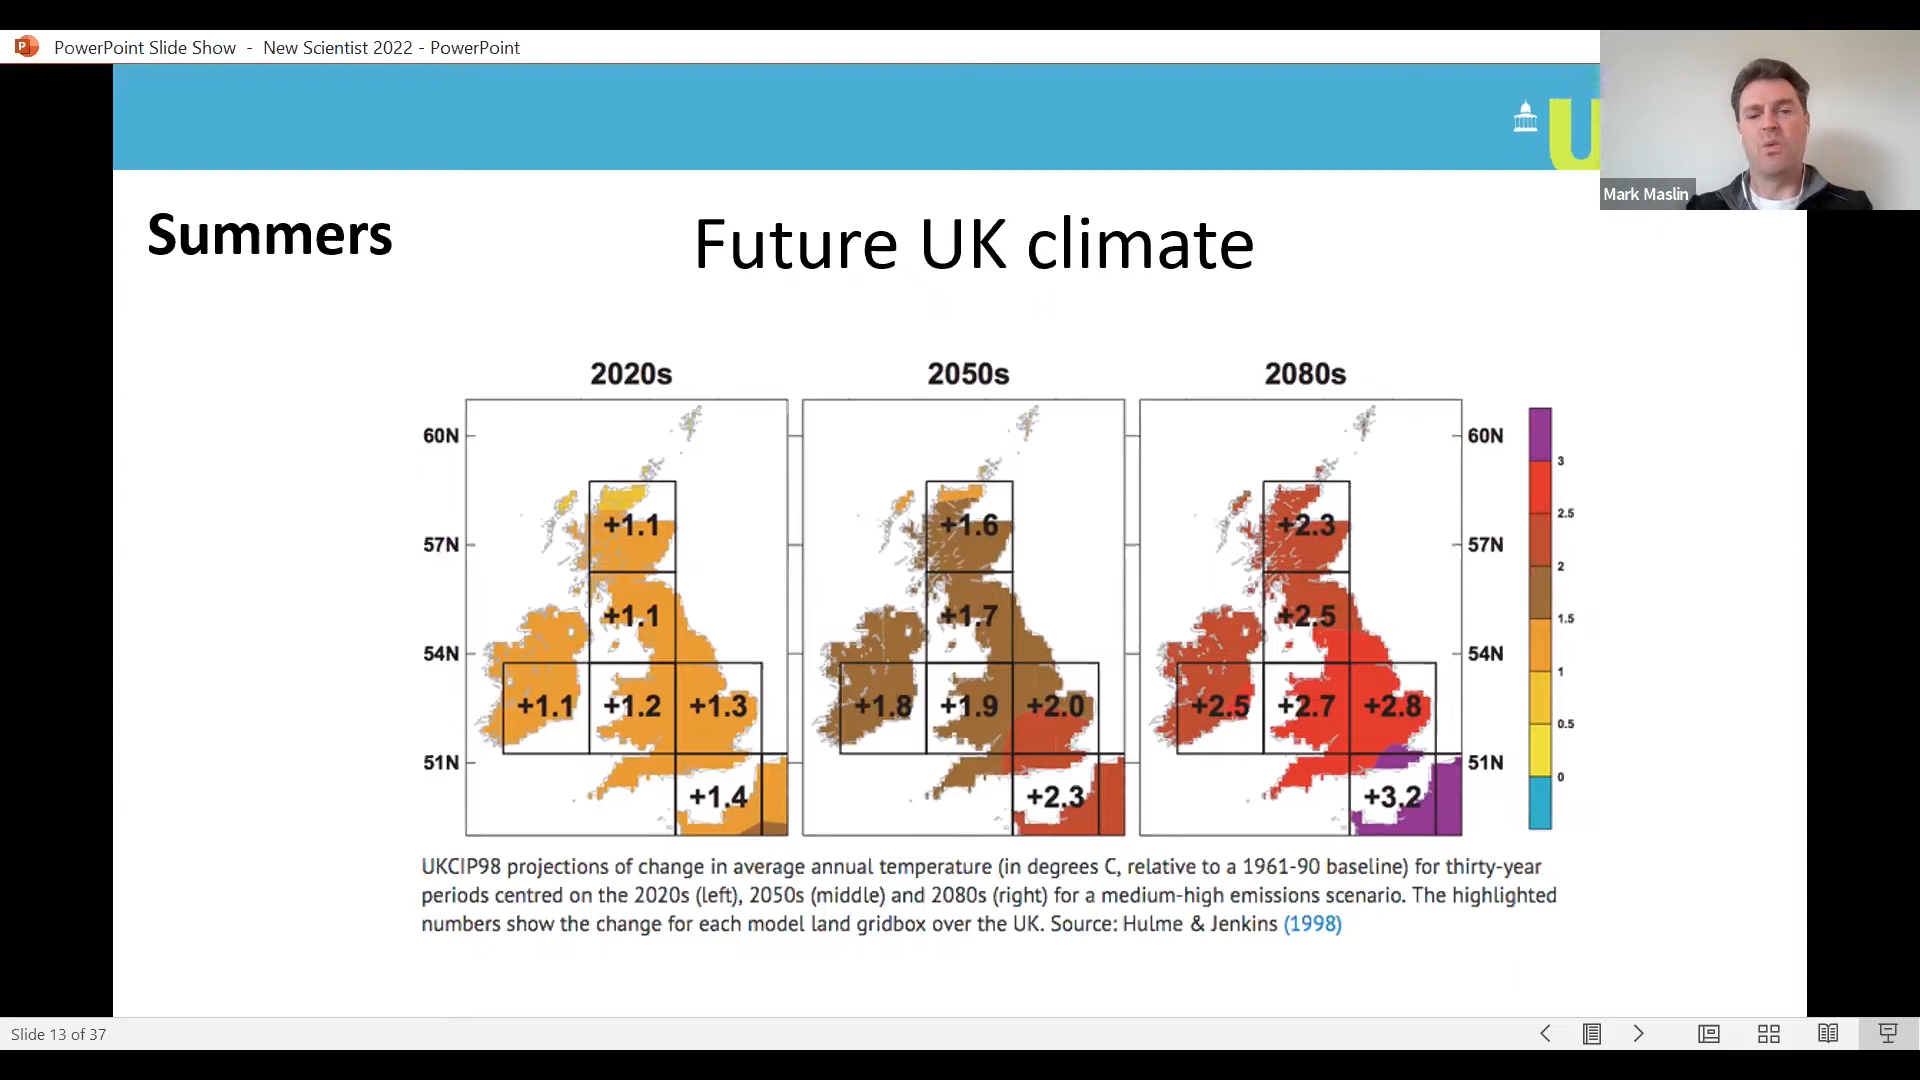 PowerPoint Slide Show - New Scientist 2022 - PowerPoint
U
Mark Maslin
Summers
Future UK climate
2020s 2050s 2080s
60N 60N
3
2.5
+1.1 +1.6 +2.3
57N 57N
2
+1.1 +1.7 +2.5
1.5
54N 54N
1
+1.1 +1.2 +1.3 +1.8 +1.9 +2.0 +2.5 +2.7 +2.8
0.5
51N 51N
0
+1.4 +2.3 +3.2
UKCIP98 projections of change in average annual temperature (in degrees C, relative to a 1961-90 baseline) for thirty-year
periods centred on the 2020s (left), 2050s (middle) and 2080s (right) for a medium-high emissions scenario. The highlighted
numbers show the change for each model land gridbox over the UK. Source: Hulme & Jenkins (1998)
Slide 13 of 37